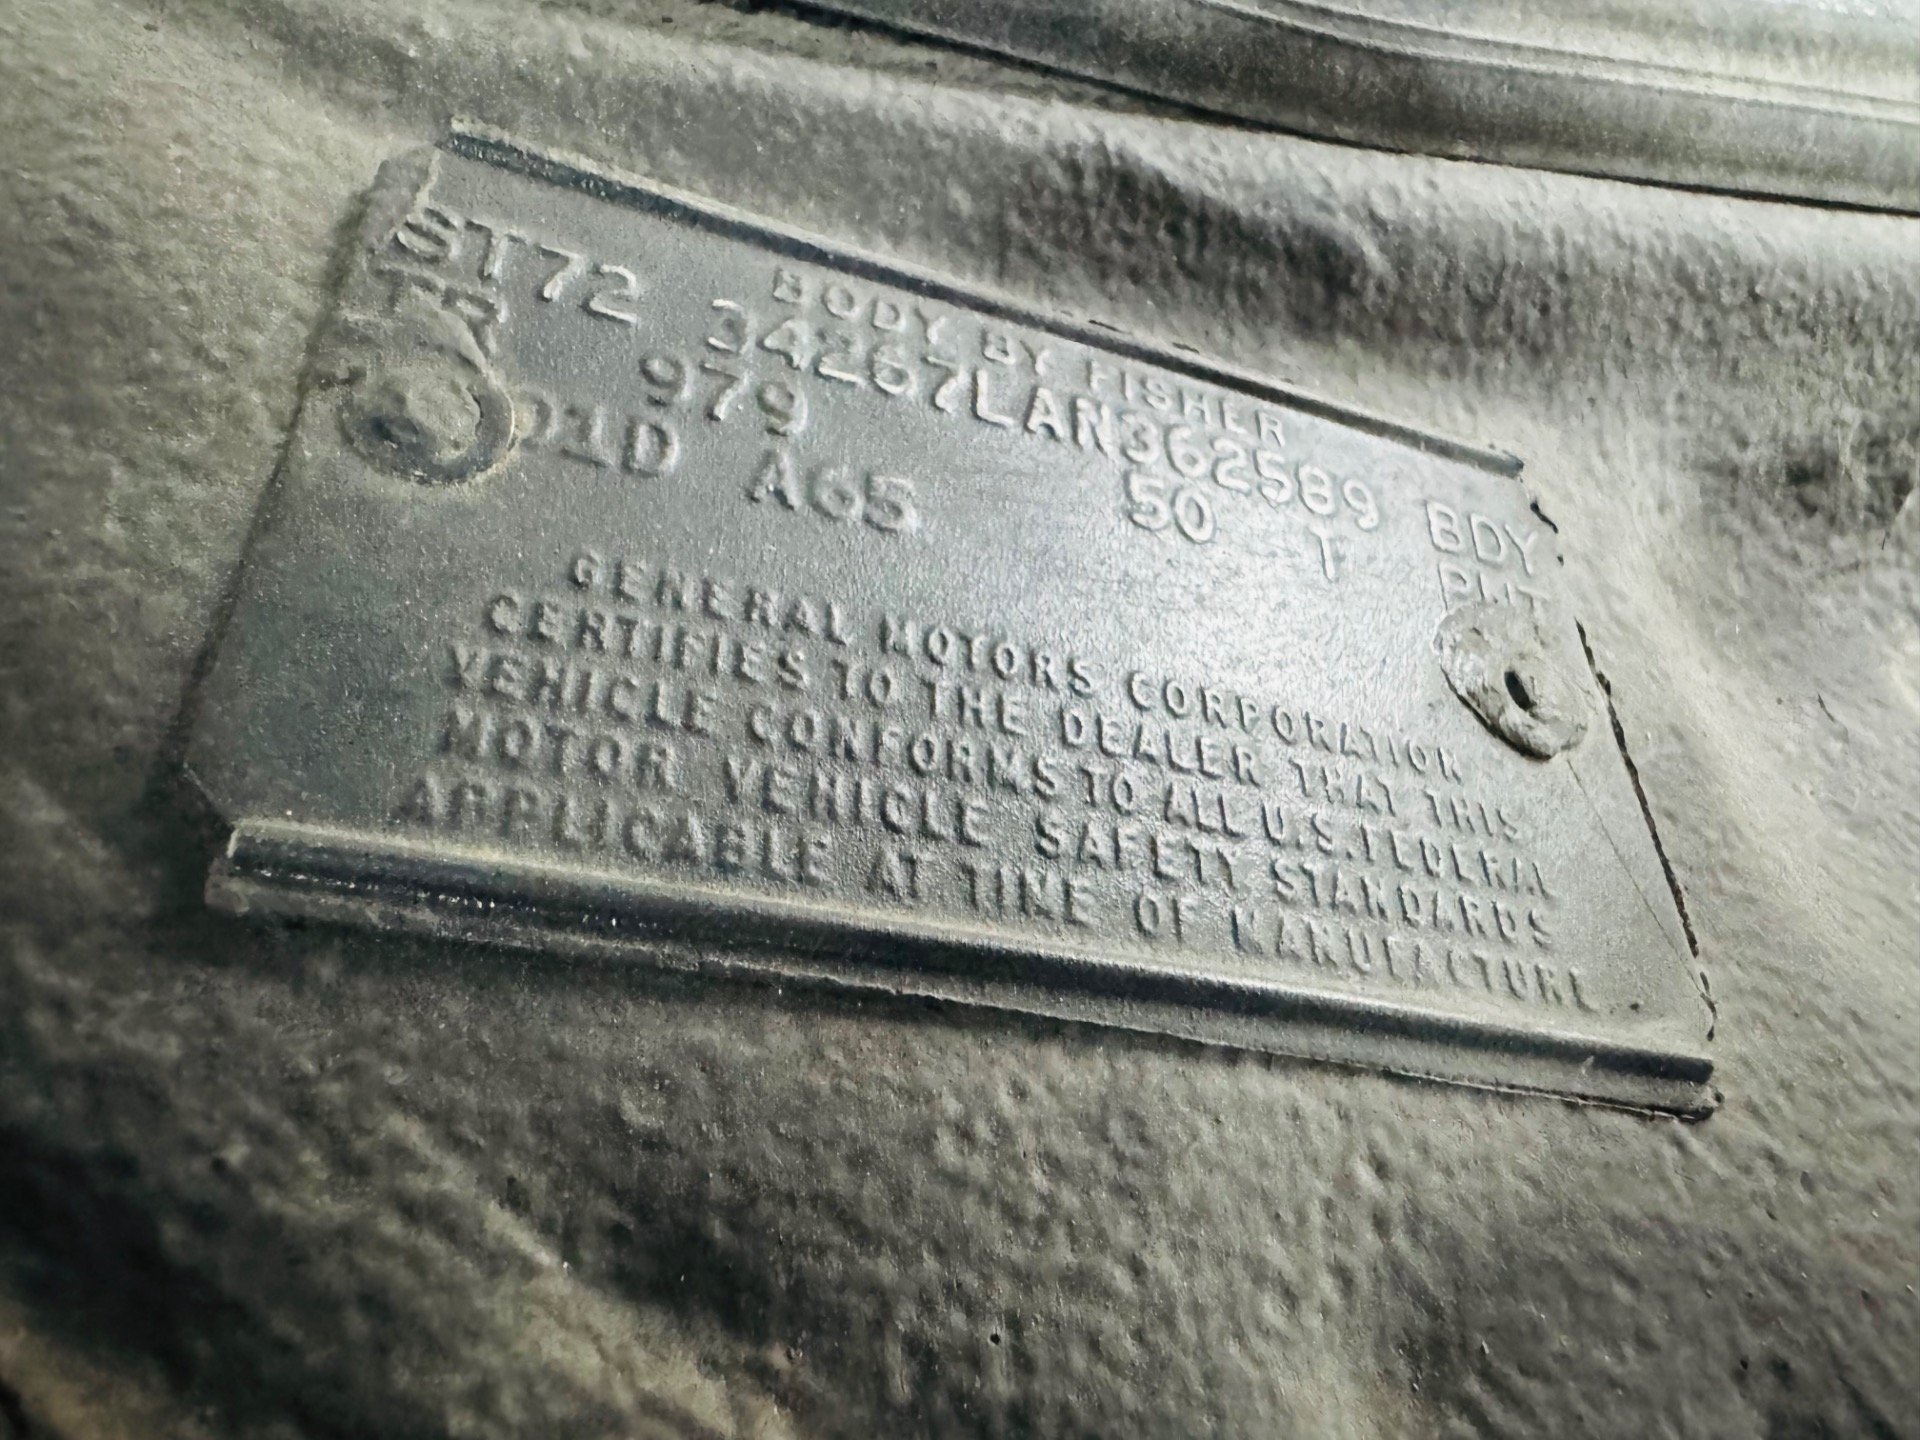 BODY BY FISHER
ST72 34267LAN362589 BDY
TR 979 50 T PNT
01D A65
GENERAL MOTORS CORPORATION
CERTIFIES TO THE DEALER THAT THIS
VEHICLE CONFORMS TO ALL U.S. FEDERAL
MOTOR VEHICLE SAFETY STANDARDS
APPLICABLE AT TIME OF MANUFACTURE